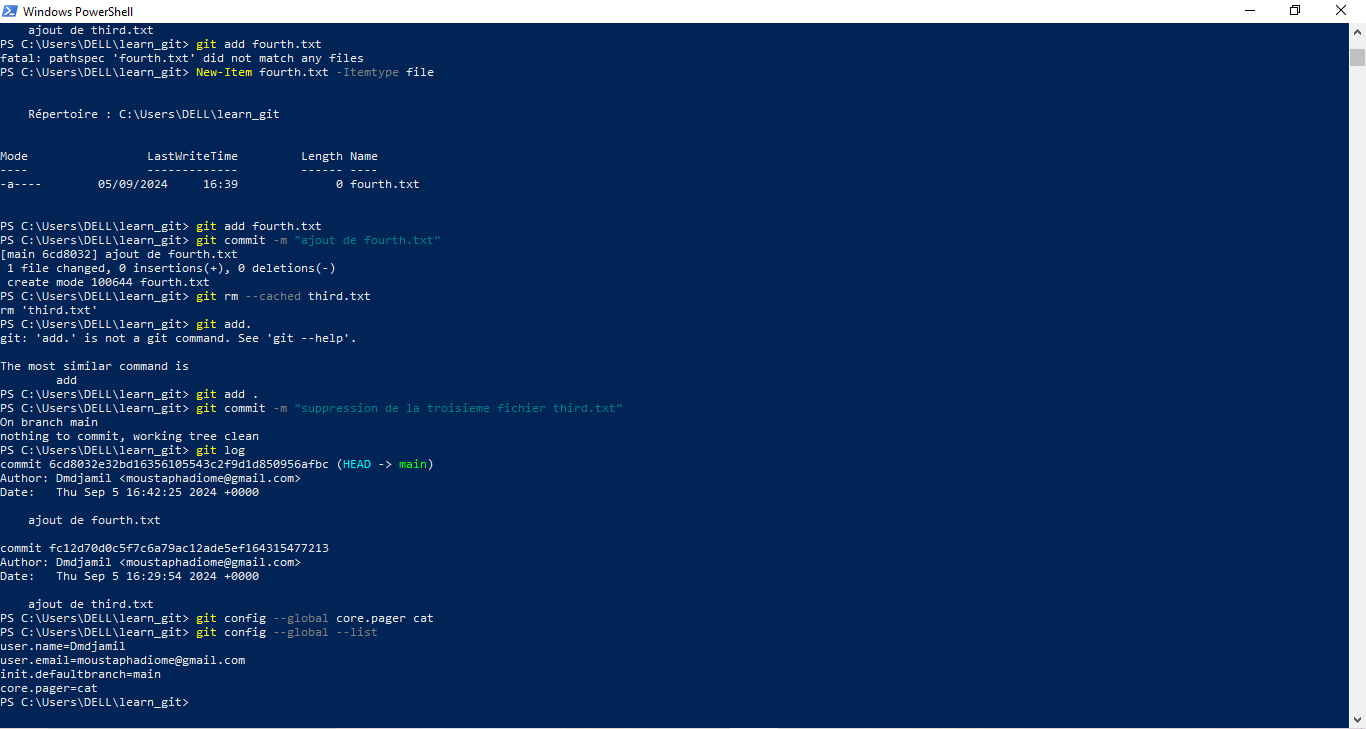 Windows PowerShell
    ajout de third.txt
PS C:\Users\DELL\learn_git> git add fourth.txt
fatal: pathspec 'fourth.txt' did not match any files
PS C:\Users\DELL\learn_git> New-Item fourth.txt -Itemtype file
    Répertoire : C:\Users\DELL\learn_git
Mode                 LastWriteTime         Length Name
----                 -------------         ------ ----
-a----        05/09/2024     16:39              0 fourth.txt
PS C:\Users\DELL\learn_git> git add fourth.txt
PS C:\Users\DELL\learn_git> git commit -m "ajout de fourth.txt"
[main 6cd8032] ajout de fourth.txt
 1 file changed, 0 insertions(+), 0 deletions(-)
 create mode 100644 fourth.txt
PS C:\Users\DELL\learn_git> git rm --cached third.txt
rm 'third.txt'
PS C:\Users\DELL\learn_git> git add.
git: 'add.' is not a git command. See 'git --help'.
The most similar command is
        add
PS C:\Users\DELL\learn_git> git add .
PS C:\Users\DELL\learn_git> git commit -m "suppression de la troisieme fichier third.txt"
On branch main
nothing to commit, working tree clean
PS C:\Users\DELL\learn_git> git log
commit 6cd8032e32bd16356105543c2f9d1d850956afbc (HEAD -> main)
Author: Dmdjamil <moustaphadiome@gmail.com>
Date:   Thu Sep 5 16:42:25 2024 +0000
    ajout de fourth.txt
commit fc12d70d0c5f7c6a79ac12ade5ef164315477213
Author: Dmdjamil <moustaphadiome@gmail.com>
Date:   Thu Sep 5 16:29:54 2024 +0000
    ajout de third.txt
PS C:\Users\DELL\learn_git> git config --global core.pager cat
PS C:\Users\DELL\learn_git> git config --global --list
user.name=Dmdjamil
user.email=moustaphadiome@gmail.com
init.defaultbranch=main
core.pager=cat
PS C:\Users\DELL\learn_git>